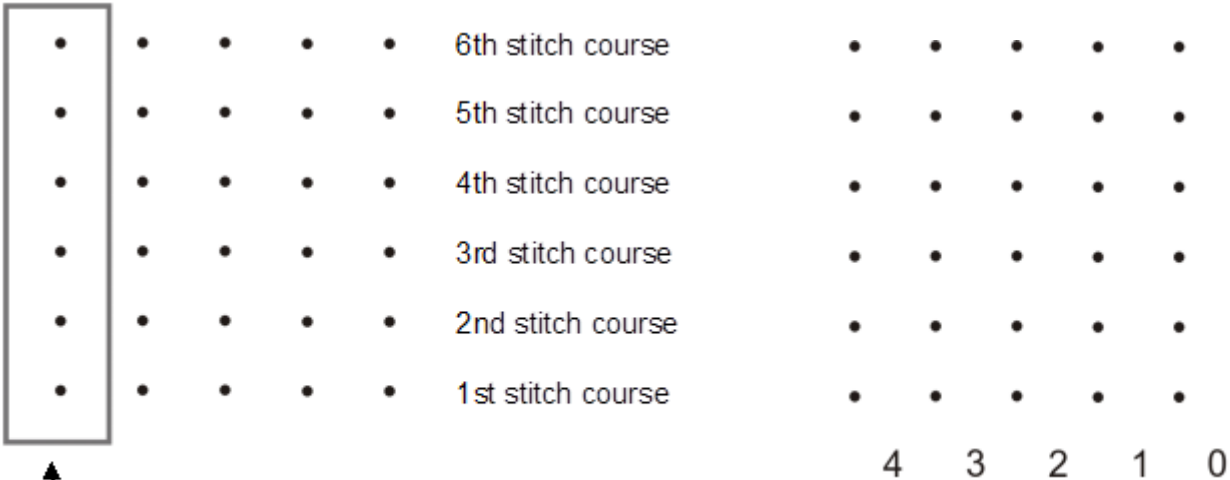 6th stitch course
5th stitch course
4th stitch course
3rd stitch course
2nd stitch course
1st stitch course
4 3 2 1 0